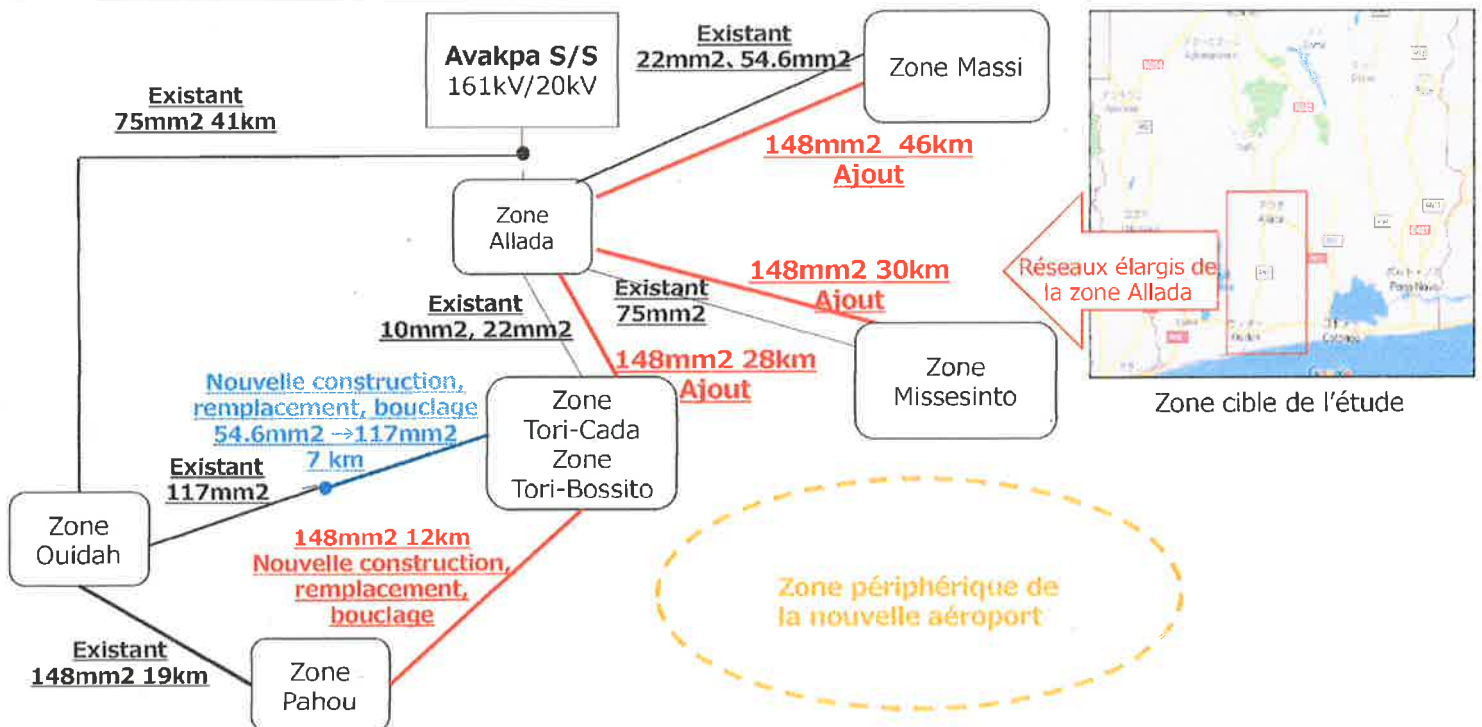 Avakpa S/S
161kV/20kV
Existant
22mm2、54.6mm2
Zone Massi
Existant
75mm2 41km
148mm2 46km
Ajout
Zone
Allada
148mm2 30km
Ajout
Existant
75mm2
Existant
10mm2, 22mm2
148mm2 28km
Ajout
Zone
Missesinto
Réseaux élargis de
la zone Allada
Zone cible de l'étude
Nouvelle construction,
remplacement, bouclage
54.6mm2 →117mm2
7 km
Zone
Tori-Cada
Zone
Tori-Bossito
Existant
117mm2
Zone
Ouidah
148mm2 12km
Nouvelle construction,
remplacement,
bouclage
Zone périphérique de
la nouvelle aéroport
Existant
148mm2 19km
Zone
Pahou